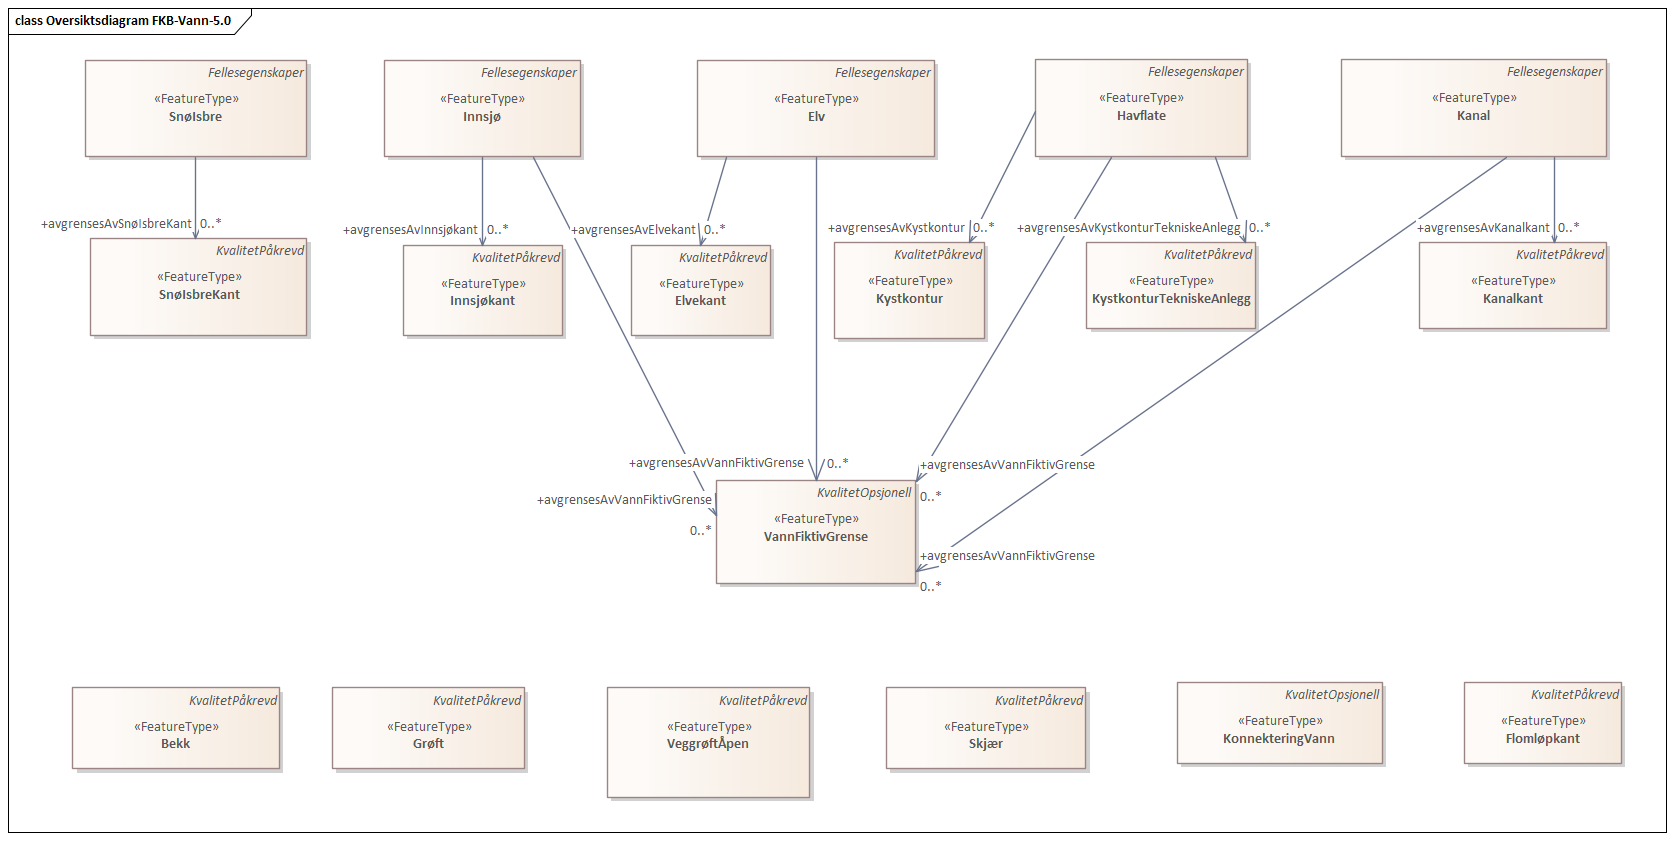 class Oversiktsdiagram FKB-Vann-5.0
Fellesegenskaper
«FeatureType»
SnøIsbre
Fellesegenskaper
«FeatureType»
Innsjø
Fellesegenskaper
«FeatureType»
Elv
Fellesegenskaper
«FeatureType»
Havflate
Fellesegenskaper
«FeatureType»
Kanal
+avgrensesAvSnøIsbreKant 0..*
+avgrensesAvInnsjøkant 0..*
+avgrensesAvElvekant 0..*
+avgrensesAvKystkontur 0..*
+avgrensesAvKystkonturTekniskeAnlegg 0..*
+avgrensesAvKanalkant 0..*
KvalitetPåkrevd
«FeatureType»
SnøIsbreKant
KvalitetPåkrevd
«FeatureType»
Innsjøkant
KvalitetPåkrevd
«FeatureType»
Elvekant
KvalitetPåkrevd
«FeatureType»
Kystkontur
KvalitetPåkrevd
«FeatureType»
KystkonturTekniskeAnlegg
KvalitetPåkrevd
«FeatureType»
Kanalkant
+avgrensesAvVannFiktivGrense 0..*
+avgrensesAvVannFiktivGrense
0..*
+avgrensesAvVannFiktivGrense
0..*
KvalitetOpsjonell
«FeatureType»
VannFiktivGrense
+avgrensesAvVannFiktivGrense
0..*
KvalitetPåkrevd
«FeatureType»
Bekk
KvalitetPåkrevd
«FeatureType»
Grøft
KvalitetPåkrevd
«FeatureType»
VeggrøftÅpen
KvalitetPåkrevd
«FeatureType»
Skjær
KvalitetOpsjonell
«FeatureType»
KonnekteringVann
KvalitetPåkrevd
«FeatureType»
Flomløpkant